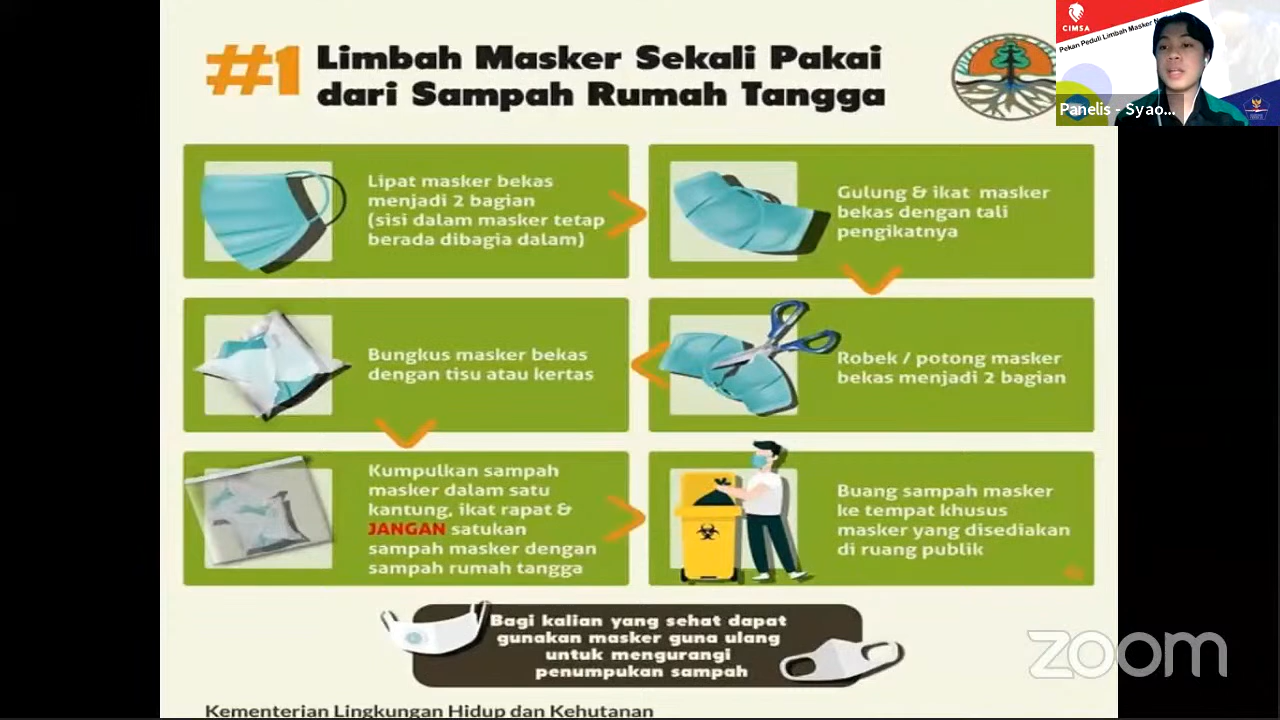 #1 Limbah Masker Sekali Pakai
dari Sampah Rumah Tangga
CIMSA
Pekan Peduli Limbah Masker
Panelis - Syao...
Lipat masker bekas
menjadi 2 bagian
(sisi dalam masker tetap
berada dibagia dalam)
Gulung & ikat masker
bekas dengan tali
pengikatnya
Robek / potong masker
bekas menjadi 2 bagian
Bungkus masker bekas
dengan tisu atau kertas
Kumpulkan sampah
masker dalam satu
kantung, ikat rapat &
JANGAN satukan
sampah masker dengan
sampah rumah tangga
Buang sampah masker
ke tempat khusus
masker yang disediakan
di ruang publik
Bagi kalian yang sehat dapat
gunakan masker guna ulang
untuk mengurangi
penumpukan sampah
zoom
Kementerian Lingkungan Hidup dan Kehutanan